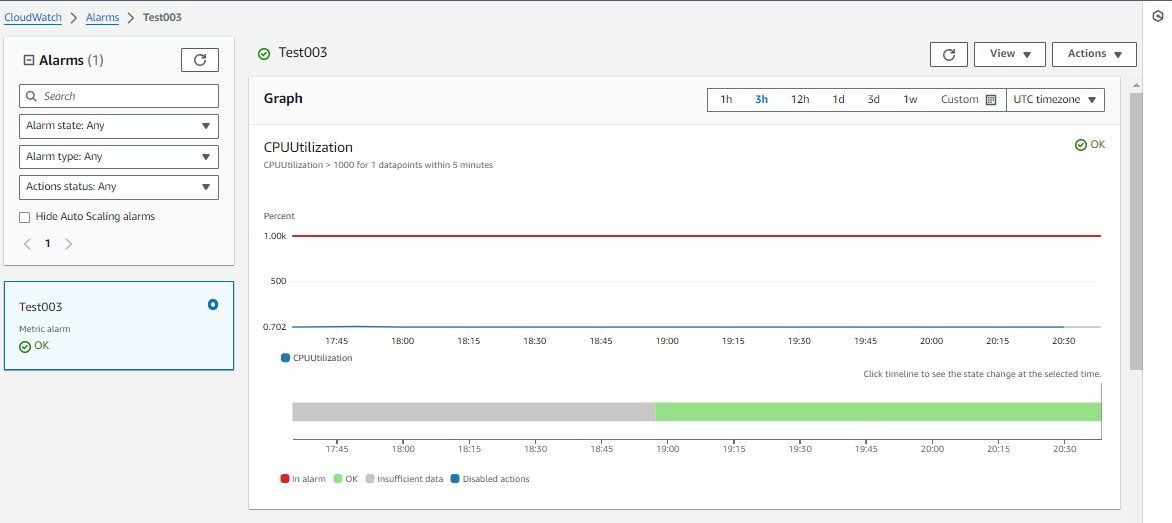 CloudWatch > Alarms > Test003
Alarms (1)
Search
Alarm state: Any
Alarm type: Any
Actions status: Any
Hide Auto Scaling alarms
1
Test003
Metric alarm
OK
Test003
View
Actions
Graph
1h 3h 12h 1d 3d 1w Custom UTC timezone
CPUUtilization
OK
CPUUtilization > 1000 for 1 datapoints within 5 minutes
Percent
1.00k
500
0.702
17:45 18:00 18:15 18:30 18:45 19:00 19:15 19:30 19:45 20:00 20:15 20:30
CPUUtilization
Click timeline to see the state change at the selected time.
17:45 18:00 18:15 18:30 18:45 19:00 19:15 19:30 19:45 20:00 20:15 20:30
In alarm OK Insufficient data Disabled actions